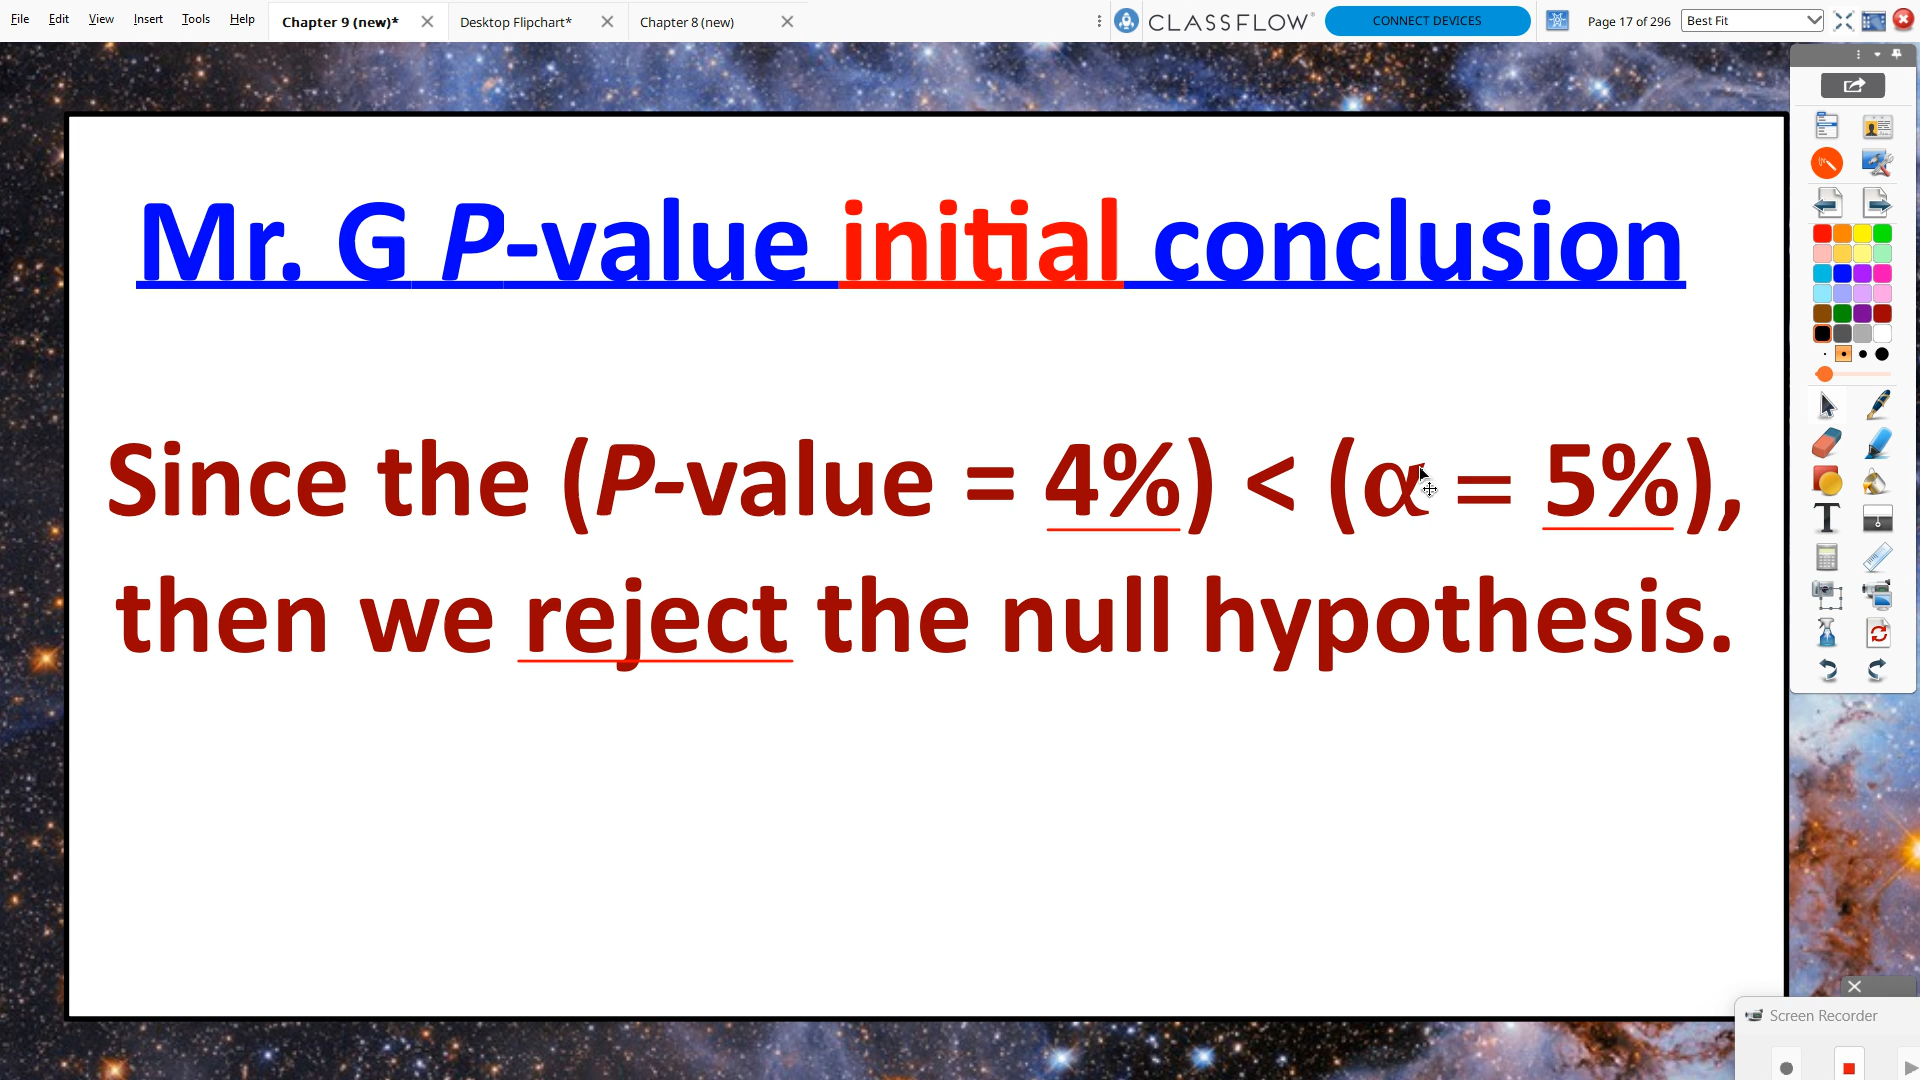 File Edit View Insert Tools Help Chapter 9 (new)* Desktop Flipchart* Chapter 8 (new) CLASSFLOW CONNECT DEVICES Page 17 of 296 Best Fit
Mr. G P-value initial conclusion
Since the (P-value = 4%) < (α = 5%),
then we reject the null hypothesis.
Screen Recorder